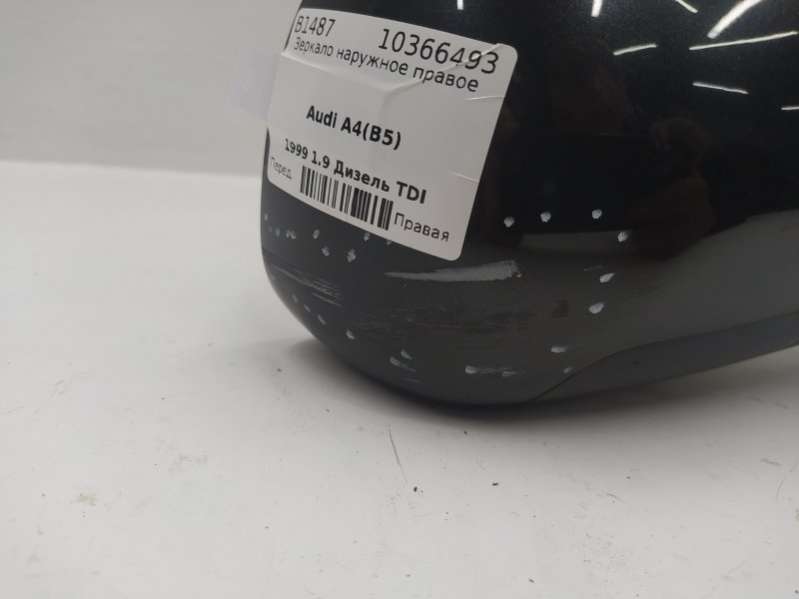 B1487 10366493
Зеркало наружное правое
Audi A4(B5)
1999 1.9 Дизель TDI
Перед
Правая